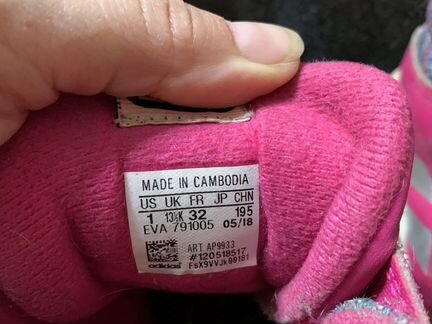 MADE IN CAMBODIA
US UK FR JP CHN
1 13½K 32 195
EVA 791005 05/18
ART AP9933
#120518517
adidas FsX9VVJk00181